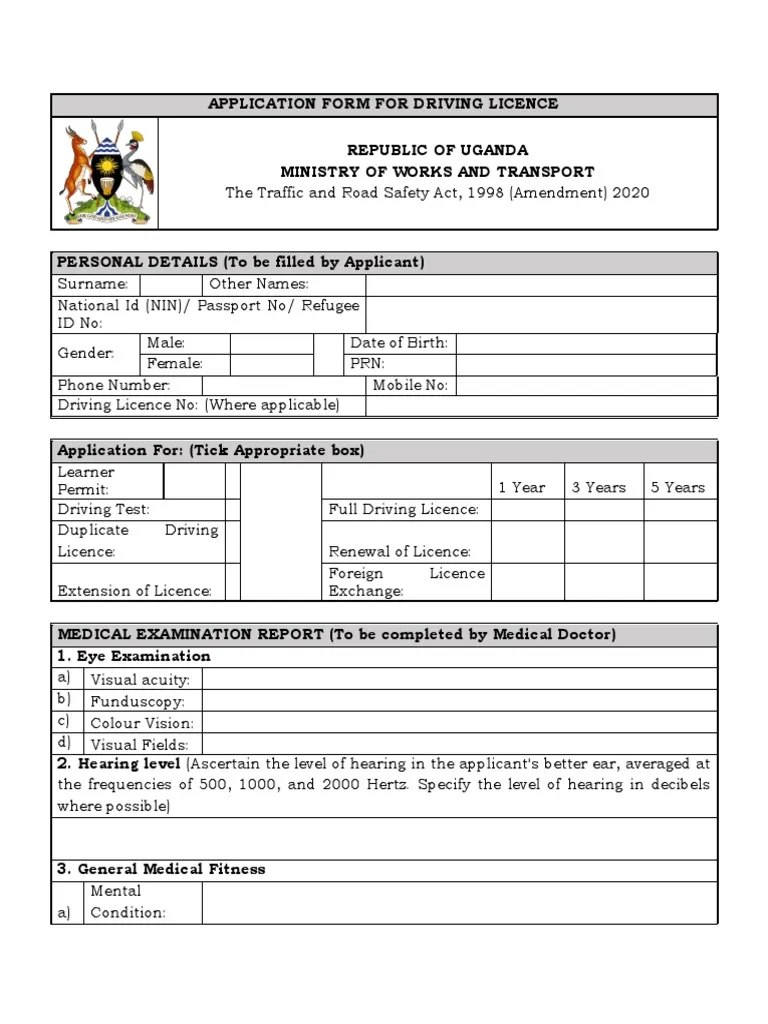 APPLICATION FORM FOR DRIVING LICENCE
REPUBLIC OF UGANDA
MINISTRY OF WORKS AND TRANSPORT
The Traffic and Road Safety Act, 1998 (Amendment) 2020
PERSONAL DETAILS (To be filled by Applicant)
Surname: Other Names:
National Id (NIN)/ Passport No/ Refugee
ID No:
Gender: Male: Date of Birth:
Female: PRN:
Phone Number: Mobile No:
Driving Licence No: (Where applicable)
Application For: (Tick Appropriate box)
Learner
Permit: 1 Year 3 Years 5 Years
Driving Test: Full Driving Licence:
Duplicate Driving
Licence: Renewal of Licence:
Foreign Licence
Extension of Licence: Exchange:
MEDICAL EXAMINATION REPORT (To be completed by Medical Doctor)
1. Eye Examination
a) Visual acuity:
b) Funduscopy:
c) Colour Vision:
d) Visual Fields:
2. Hearing level (Ascertain the level of hearing in the applicant's better ear, averaged at
the frequencies of 500, 1000, and 2000 Hertz. Specify the level of hearing in decibels
where possible)
3. General Medical Fitness
Mental
a) Condition: